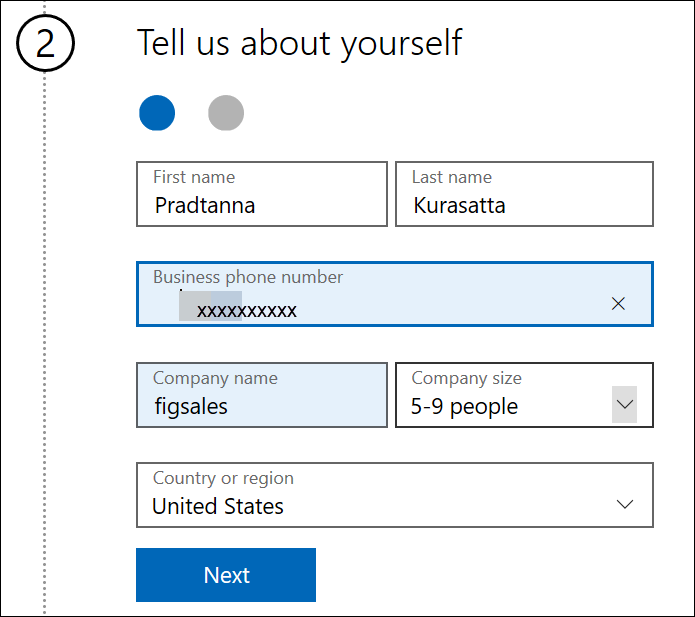 2
Tell us about yourself
First name
Last name
Pradtanna
Kurasatta
Business phone number
xxxxxxxxxx
Company name
Company size
figsales
5-9 people
Country or region
United States
Next